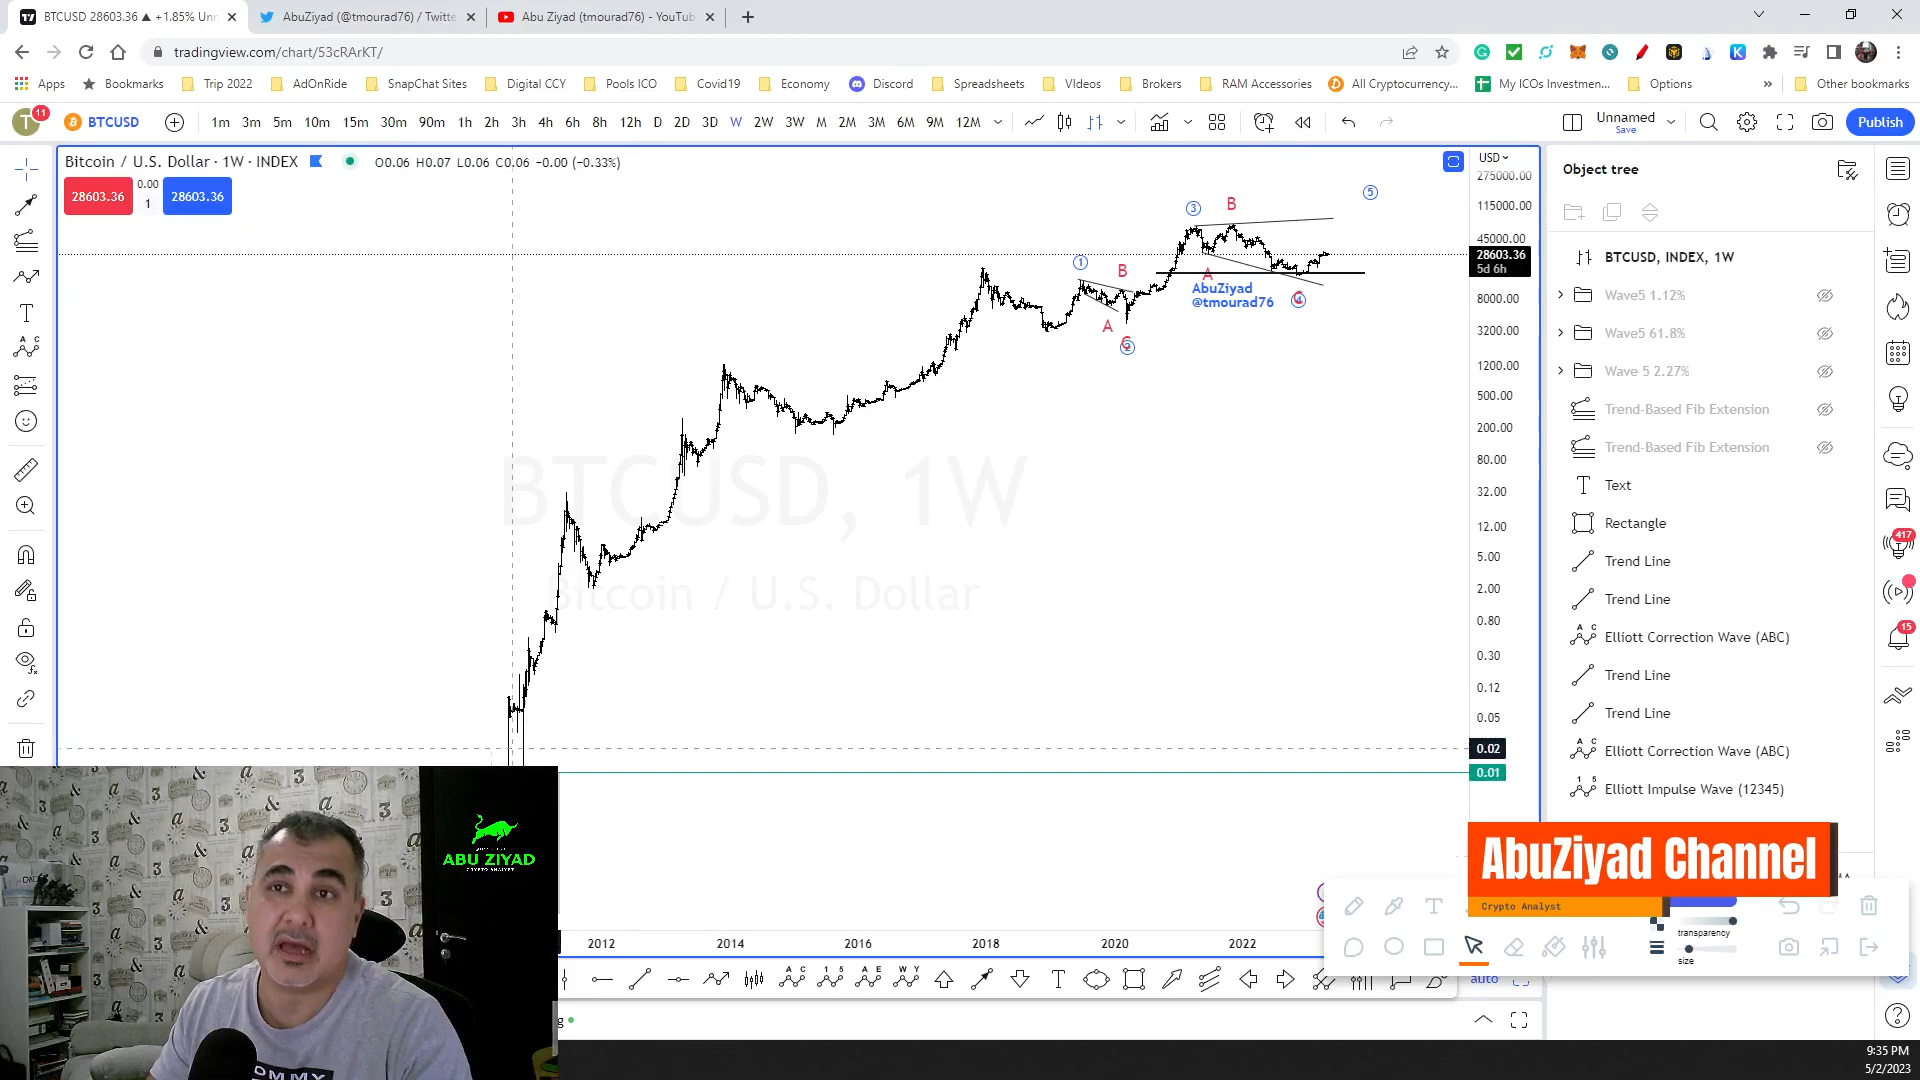 BTCUSD 28603.36 ▲ +1.85% Unn
AbuZiyad (@tmourad76) / Twitte
Abu Ziyad (tmourad76) - YouTub
tradingview.com/chart/53cRArKT/
Apps
Bookmarks
Trip 2022
AdOnRide
SnapChat Sites
Digital CCY
Pools ICO
Covid19
Economy
Discord
Spreadsheets
VIdeos
Brokers
RAM Accessories
All Cryptocurrency...
My ICOs Investmen...
Options
»
Other bookmarks
T
11
BTCUSD
1m 3m 5m 10m 15m 30m 90m 1h 2h 3h 4h 6h 8h 12h D 2D 3D W 2W 3W M 2M 3M 6M 9M 12M
Unnamed
Save
Publish
Bitcoin / U.S. Dollar · 1W · INDEX
O0.06 H0.07 L0.06 C0.06 −0.00 (−0.33%)
28603.36
0.00
1
28603.36
USD
275000.00
115000.00
45000.00
28603.36
5d 6h
8000.00
3200.00
1200.00
500.00
200.00
80.00
32.00
12.00
5.00
2.00
0.80
0.30
0.12
0.05
0.02
0.01
5
3
B
1
B
A
AbuZiyad
@tmourad76
4
A
2
BTCUSD, 1W
Bitcoin / U.S. Dollar
Object tree
BTCUSD, INDEX, 1W
Wave5 1.12%
Wave5 61.8%
Wave 5 2.27%
Trend-Based Fib Extension
Trend-Based Fib Extension
Text
Rectangle
Trend Line
Trend Line
Elliott Correction Wave (ABC)
Trend Line
Trend Line
Elliott Correction Wave (ABC)
Elliott Impulse Wave (12345)
417
15
ABU ZIYAD
CRYPTO ANALYST
AbuZiyad Channel
Crypto Analyst
transparency
size
2012
2014
2016
2018
2020
2022
auto
9:35 PM
5/2/2023